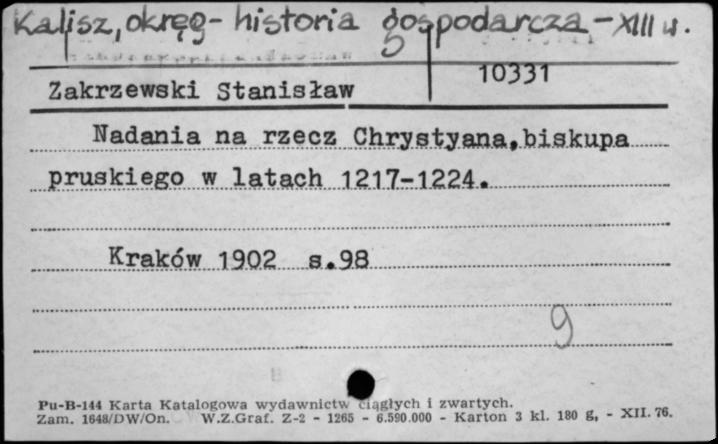 Kalisz, okręg - historia gospodarcza - XIII w.
10331
Zakrzewski Stanisław
Nadania na rzecz Chrystyana, biskupa
pruskiego w latach 1217-1224.
Kraków 1902 s.98
9
Pu-B-144 Karta Katalogowa wydawnictw ciągłych i zwartych.
Zam. 1648/DW/On. W.Z.Graf. Z-2 - 1265 - 6.590.000 - Karton 3 kl. 180 g, - XII. 76.